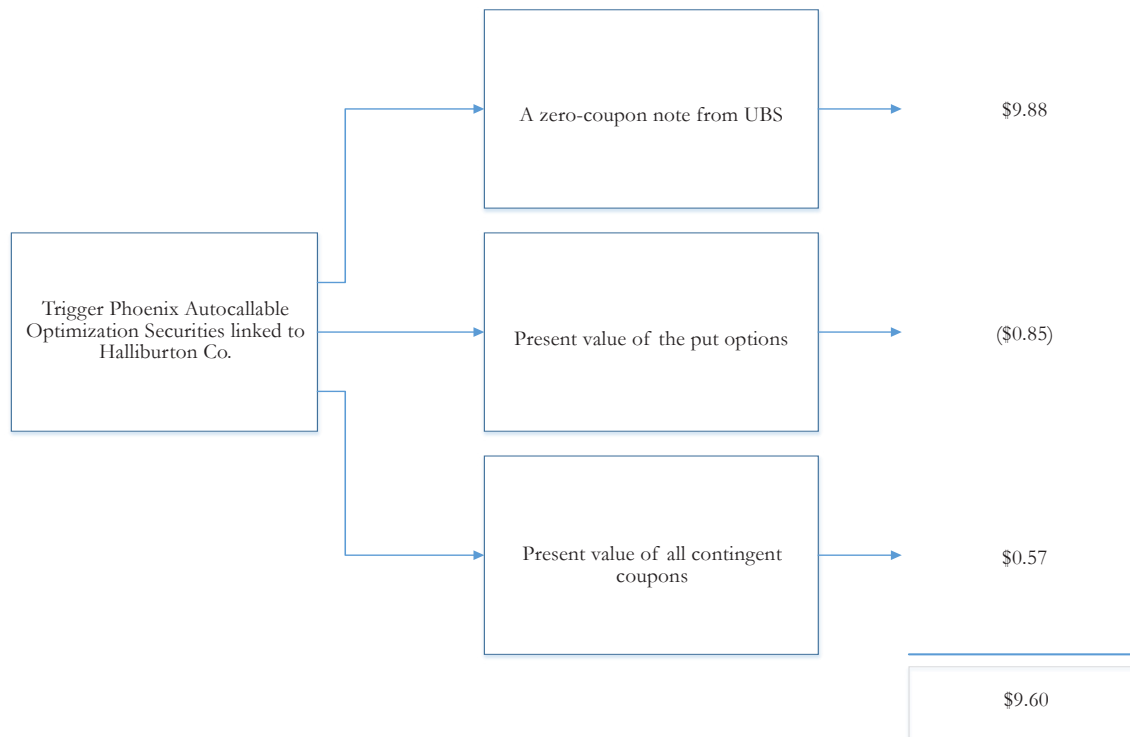 A zero-coupon note from UBS
$9.88
Trigger Phoenix Autocallable
Optimization Securities linked to
Halliburton Co.
Present value of the put options
($0.85)
Present value of all contingent
coupons
$0.57
$9.60